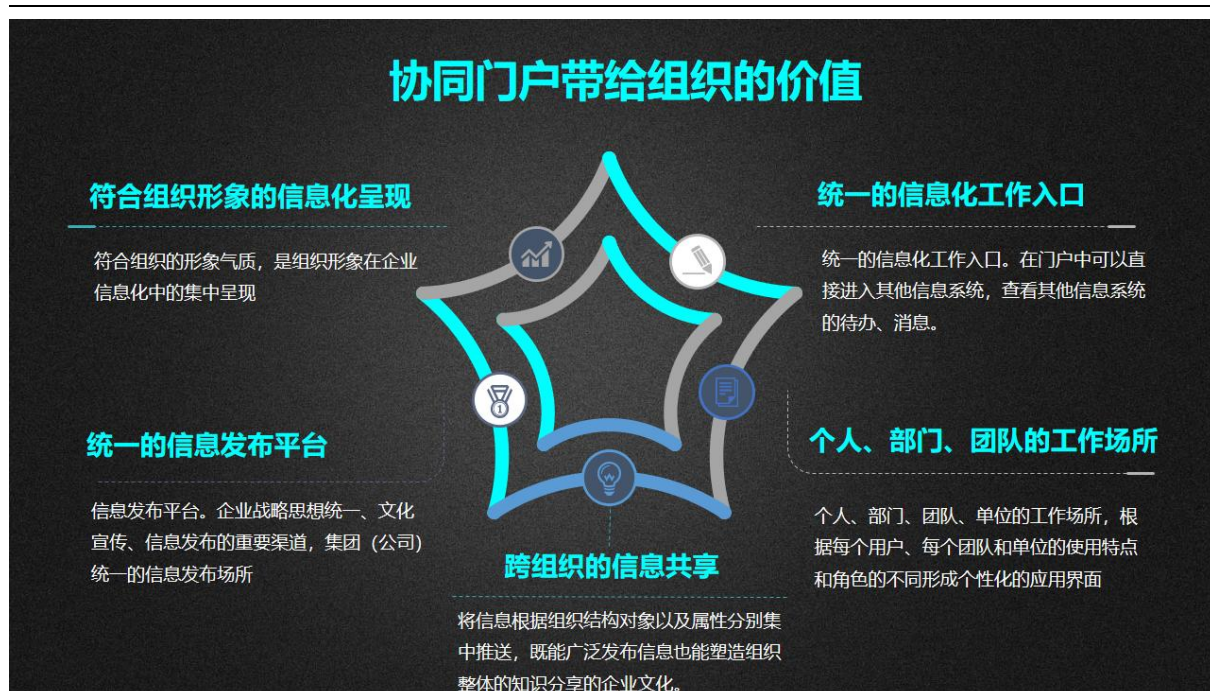 协同门户带给组织的价值
符合组织形象的信息化呈现
符合组织的形象气质，是组织形象在企业
信息化中的集中呈现
统一的信息化工作入口
统一的信息化工作入口。在门户中可以直
接进入其他信息系统，查看其他信息系统
的待办、消息。
统一的信息发布平台
信息发布平台。企业战略思想统一、文化
宣传、信息发布的重要渠道，集团（公司）
统一的信息发布场所
个人、部门、团队的工作场所
个人、部门、团队、单位的工作场所，根
据每个用户、每个团队和单位的使用特点
和角色的不同形成个性化的应用界面
跨组织的信息共享
将信息根据组织结构对象以及属性分别集
中推送，既能广泛发布信息也能塑造组织
整体的知识分享的企业文化。
1